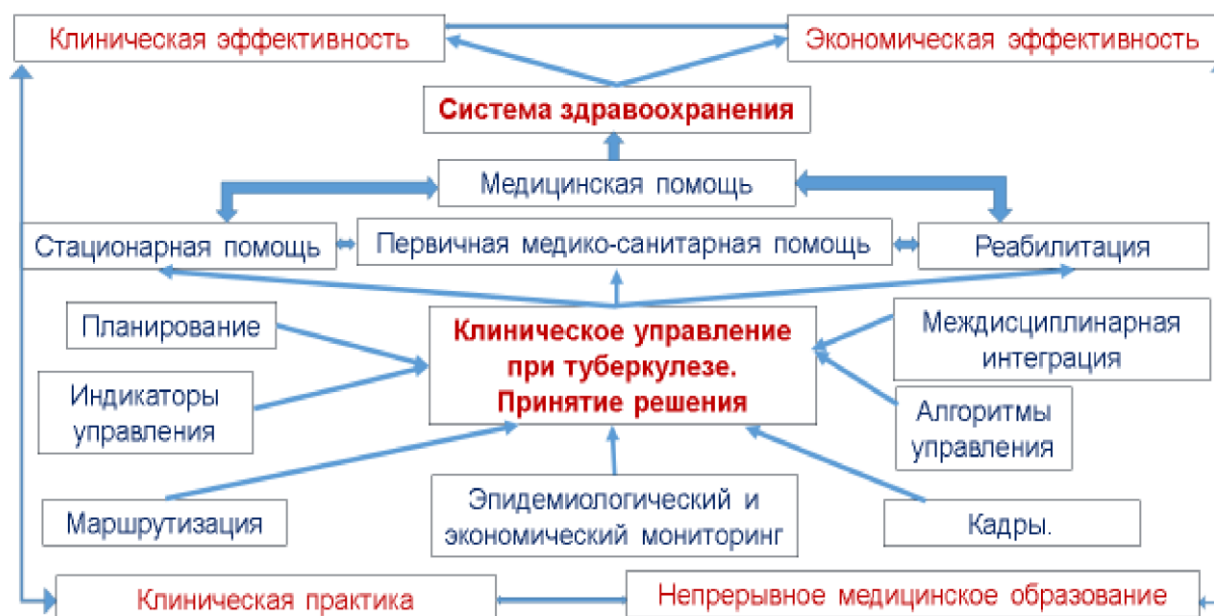 Клиническая эффективность
Экономическая эффективность
Система здравоохранения
Медицинская помощь
Стационарная помощь
Первичная медико-санитарная помощь
Реабилитация
Планирование
Клиническое управление
при туберкулезе.
Принятие решения
Междисциплинарная
интеграция
Индикаторы
управления
Алгоритмы
управления
Маршрутизация
Эпидемиологический и
экономический мониторинг
Кадры.
Клиническая практика
Непрерывное медицинское образование